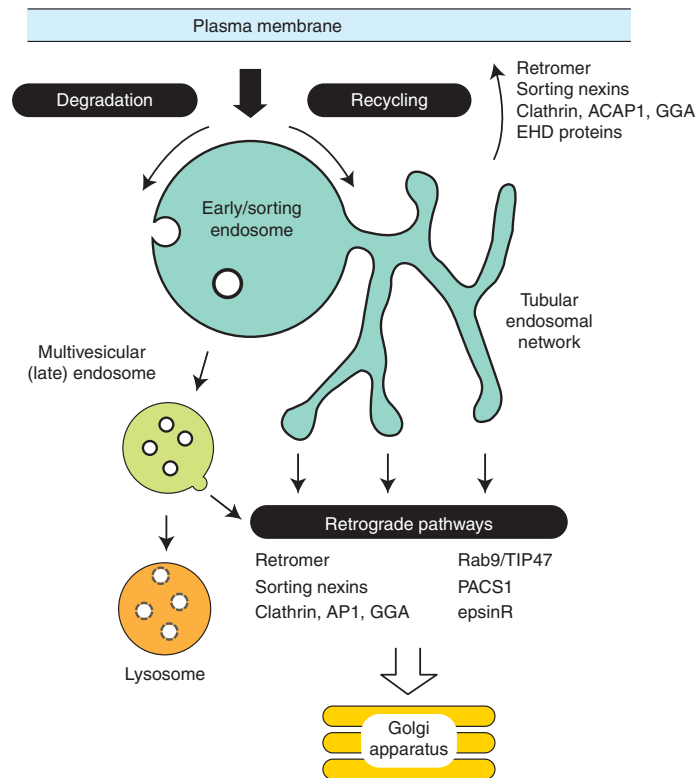 Plasma membrane
Degradation
Recycling
Retromer
Sorting nexins
Clathrin, ACAP1, GGA
EHD proteins
Early/sorting
endosome
Tubular
endosomal
network
Multivesicular
(late) endosome
Retrograde pathways
Retromer
Sorting nexins
Clathrin, AP1, GGA
Rab9/TIP47
PACS1
epsinR
Lysosome
Golgi
apparatus